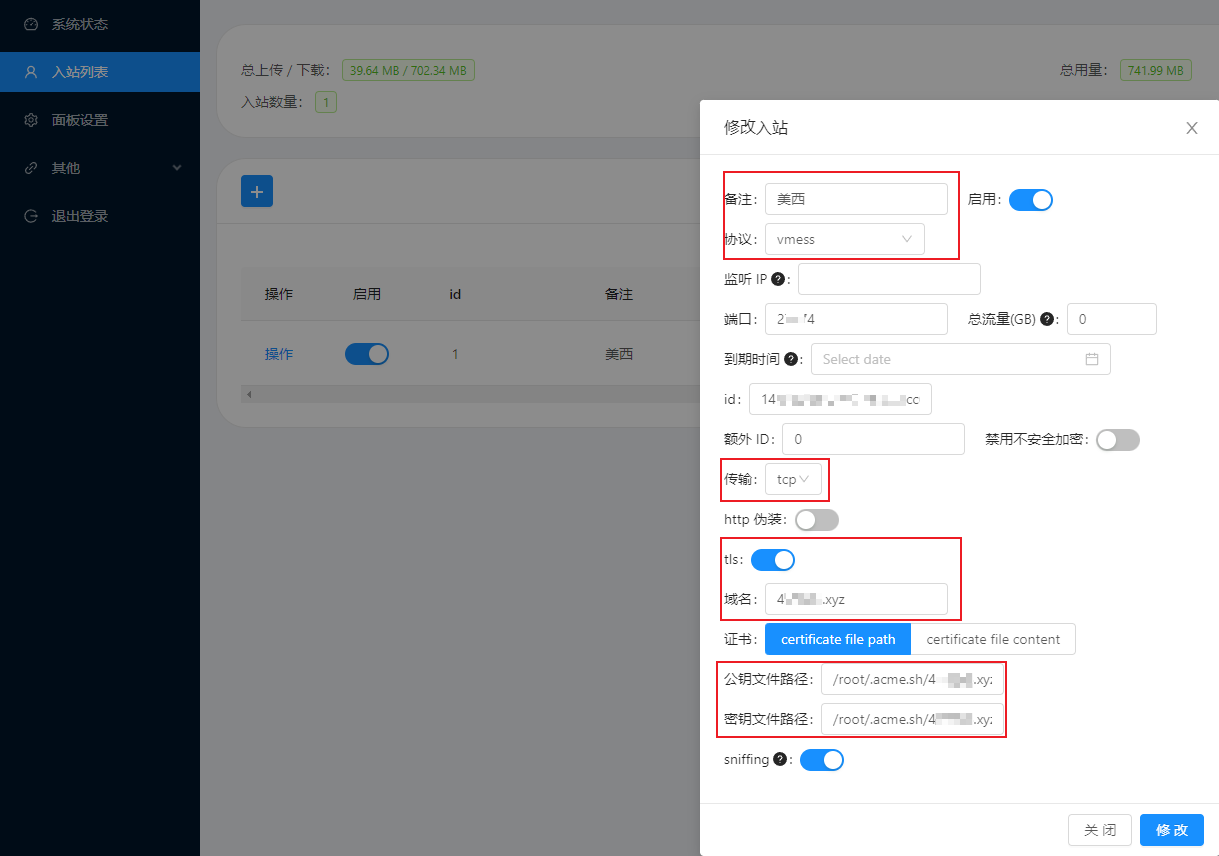 系统状态
入站列表
面板设置
其他
退出登录
总上传 / 下载： 39.64 MB / 702.34 MB
总用量： 741.99 MB
入站数量： 1
操作 启用 id 备注
操作 1 美西
修改入站
备注： 美西 启用：
协议： vmess
监听 IP ?：
端口： 2 4 总流量(GB) ?： 0
到期时间 ?： Select date
id： 14 cc
额外 ID： 0 禁用不安全加密：
传输： tcp
http 伪装：
tls：
域名： 4 .xyz
证书： certificate file path certificate file content
公钥文件路径： /root/.acme.sh/4 .xyz
密钥文件路径： /root/.acme.sh/4 .xyz
sniffing ?：
关 闭 修 改